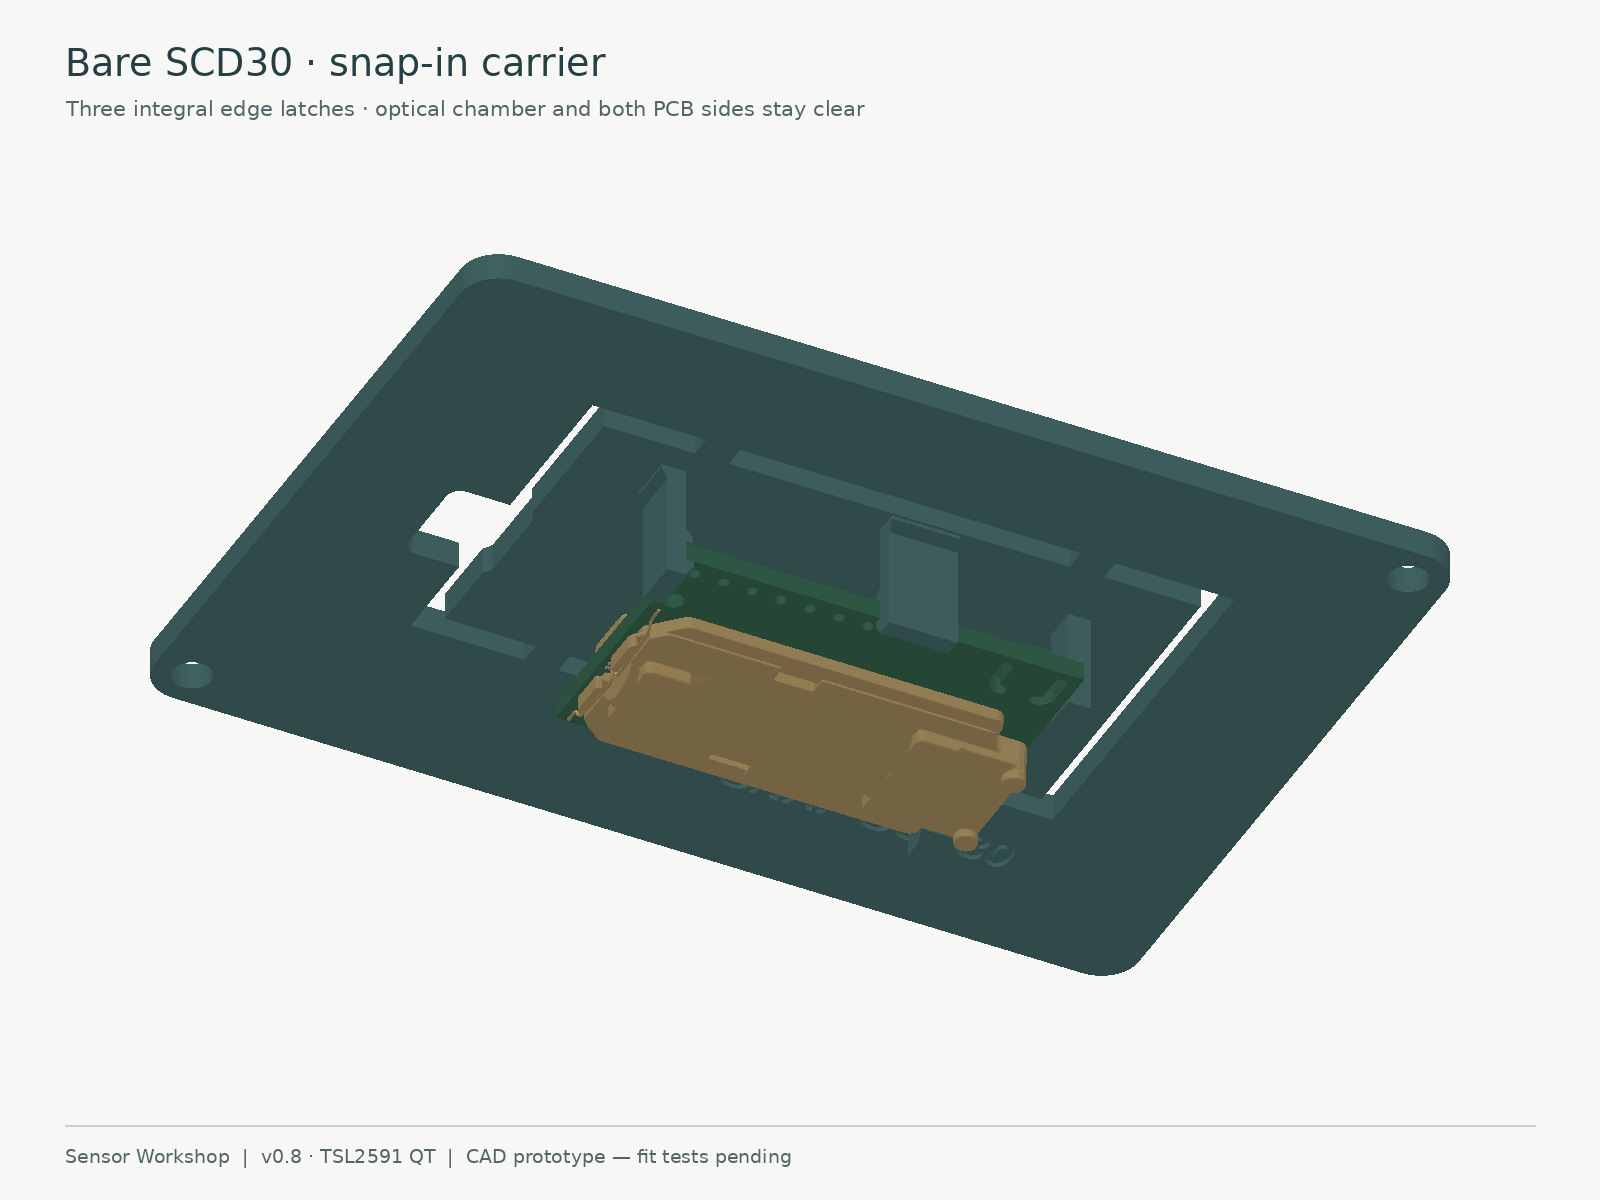 Bare SCD30 · snap-in carrier
Three integral edge latches · optical chamber and both PCB sides stay clear
Sensor Workshop | v0.8 · TSL2591 QT | CAD prototype — fit tests pending